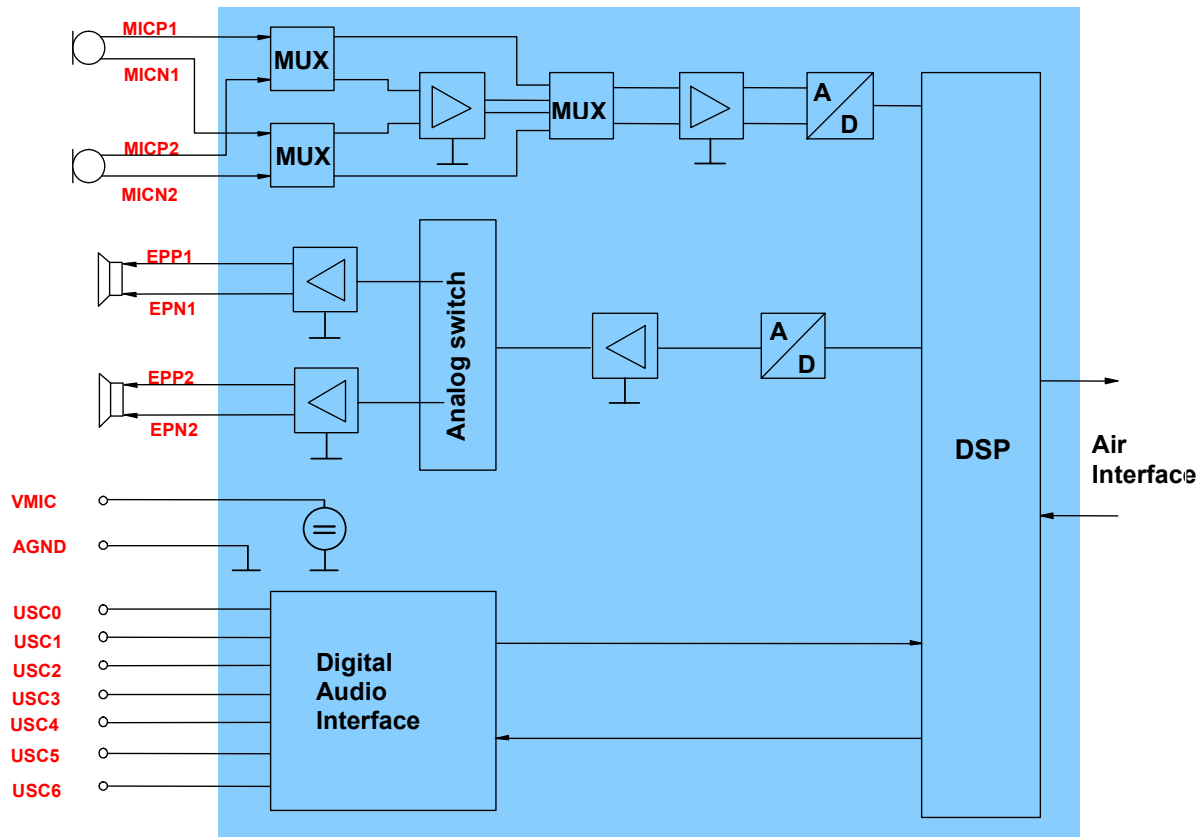 MICP1
MICN1
MICP2
MICN2
MUX
MUX
MUX
A
D
EPP1
EPN1
EPP2
EPN2
Analog switch
A
D
DSP
Air
Interface
VMIC
AGND
USC0
USC1
USC2
USC3
USC4
USC5
USC6
Digital
Audio
Interface